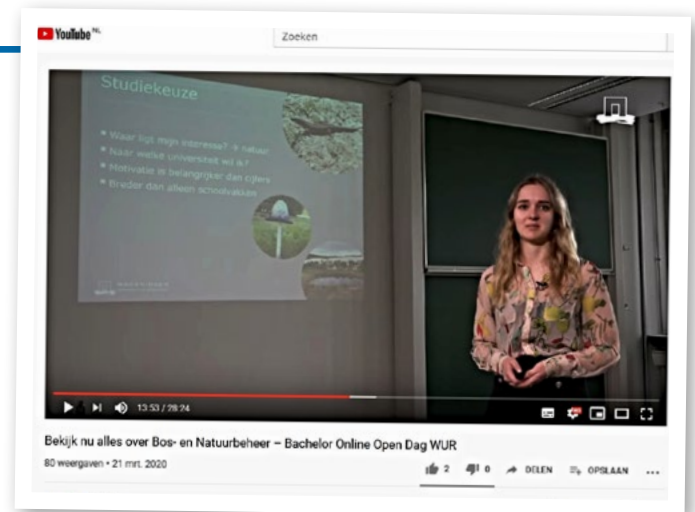 YouTube NL
Zoeken
Studiekeuze
Waar ligt mijn interesse? → natuur
Naar welke universiteit wil ik?
Motivatie is belangrijker dan cijfers
Breder dan alleen schoolvakken
13:53 / 28:24
Bekijk nu alles over Bos- en Natuurbeheer – Bachelor Online Open Dag WUR
80 weergaven • 21 mrt. 2020
2 0 DELEN OPSLAAN